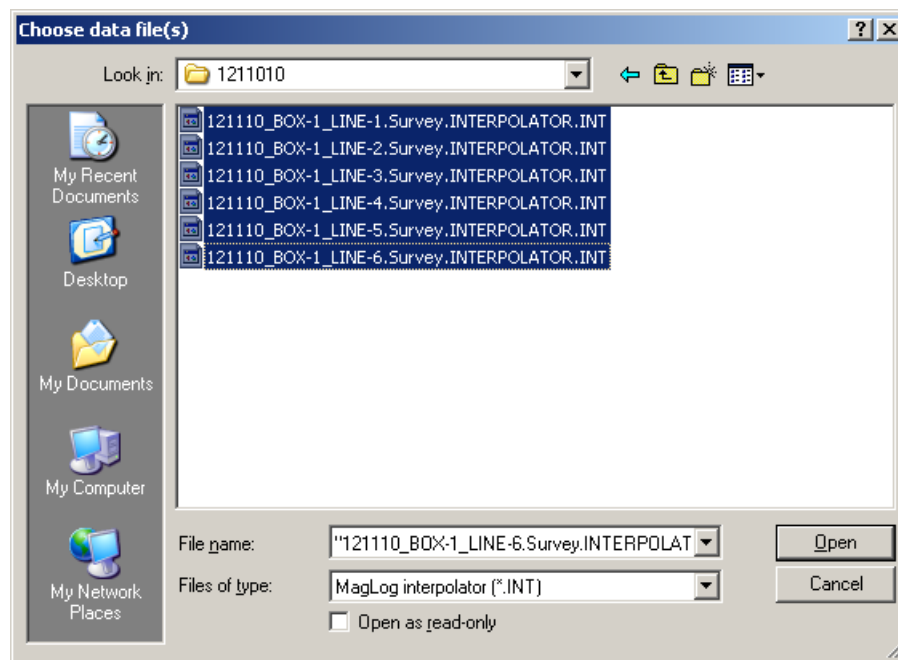 Choose data file(s)
Look in:
1211010
My Recent
Documents
Desktop
My Documents
My Computer
My Network
Places
121110_BOX-1_LINE-1.Survey.INTERPOLATOR.INT
121110_BOX-1_LINE-2.Survey.INTERPOLATOR.INT
121110_BOX-1_LINE-3.Survey.INTERPOLATOR.INT
121110_BOX-1_LINE-4.Survey.INTERPOLATOR.INT
121110_BOX-1_LINE-5.Survey.INTERPOLATOR.INT
121110_BOX-1_LINE-6.Survey.INTERPOLATOR.INT
File name:
"121110_BOX-1_LINE-6.Survey.INTERPOLAT
Open
Files of type:
MagLog interpolator (*.INT)
Cancel
Open as read-only